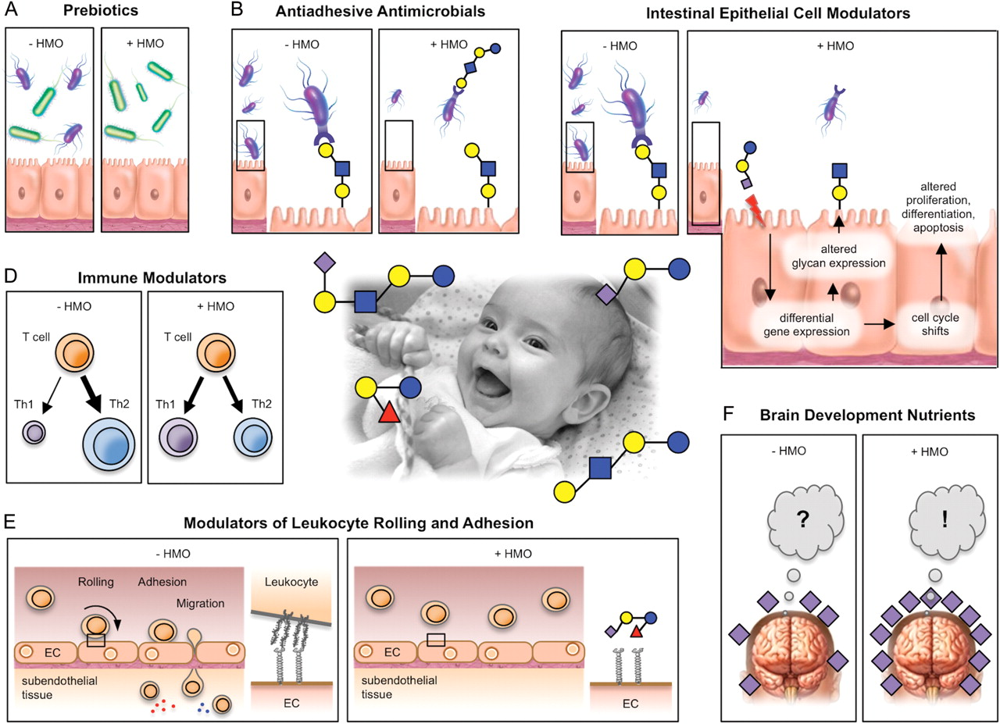 A
Prebiotics
- HMO
+ HMO
B
Antiadhesive Antimicrobials
- HMO
+ HMO
Intestinal Epithelial Cell Modulators
- HMO
+ HMO
altered
proliferation,
differentiation,
apoptosis
altered
glycan expression
differential
gene expression
cell cycle
shifts
D
Immune Modulators
- HMO
T cell
Th1
Th2
+ HMO
T cell
Th1
Th2
E
Modulators of Leukocyte Rolling and Adhesion
- HMO
Rolling
Adhesion
Migration
EC
subendothelial
tissue
Leukocyte
EC
+ HMO
EC
subendothelial
tissue
EC
F
Brain Development Nutrients
- HMO
?
+ HMO
!